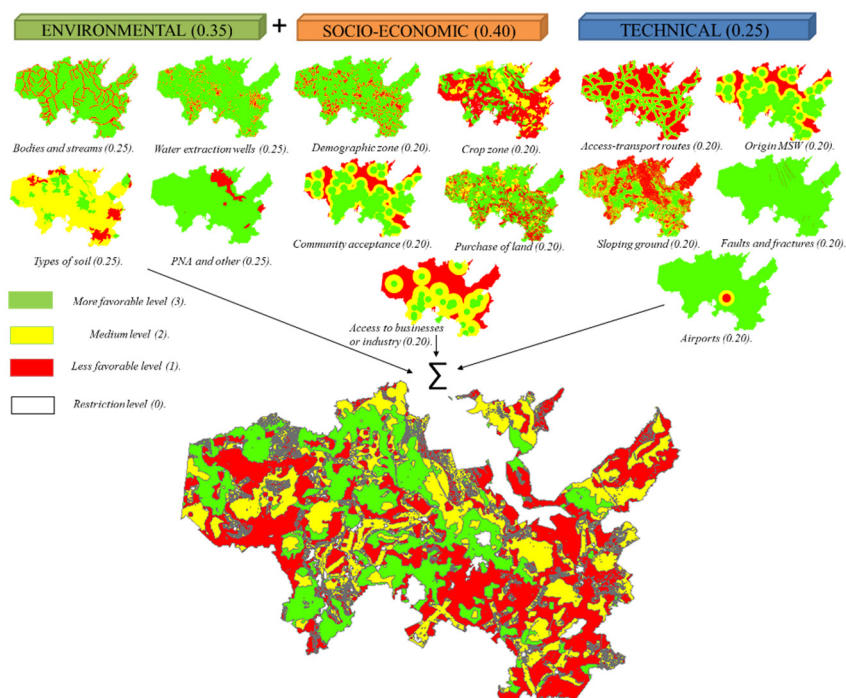 ENVIRONMENTAL (0.35)
+
SOCIO-ECONOMIC (0.40)
TECHNICAL (0.25)
Bodies and streams (0.25).
Water extraction wells (0.25).
Demographic zone (0.20).
Crop zone (0.20).
Access-transport routes (0.20).
Origin MSW (0.20).
Types of soil (0.25).
PNA and other (0.25).
Community acceptance (0.20).
Purchase of land (0.20).
Sloping ground (0.20).
Faults and fractures (0.20).
Access to businesses
or industry (0.20).
Airports (0.20).
More favorable level (3).
Medium level (2).
Less favorable level (1).
Restriction level (0).
∑